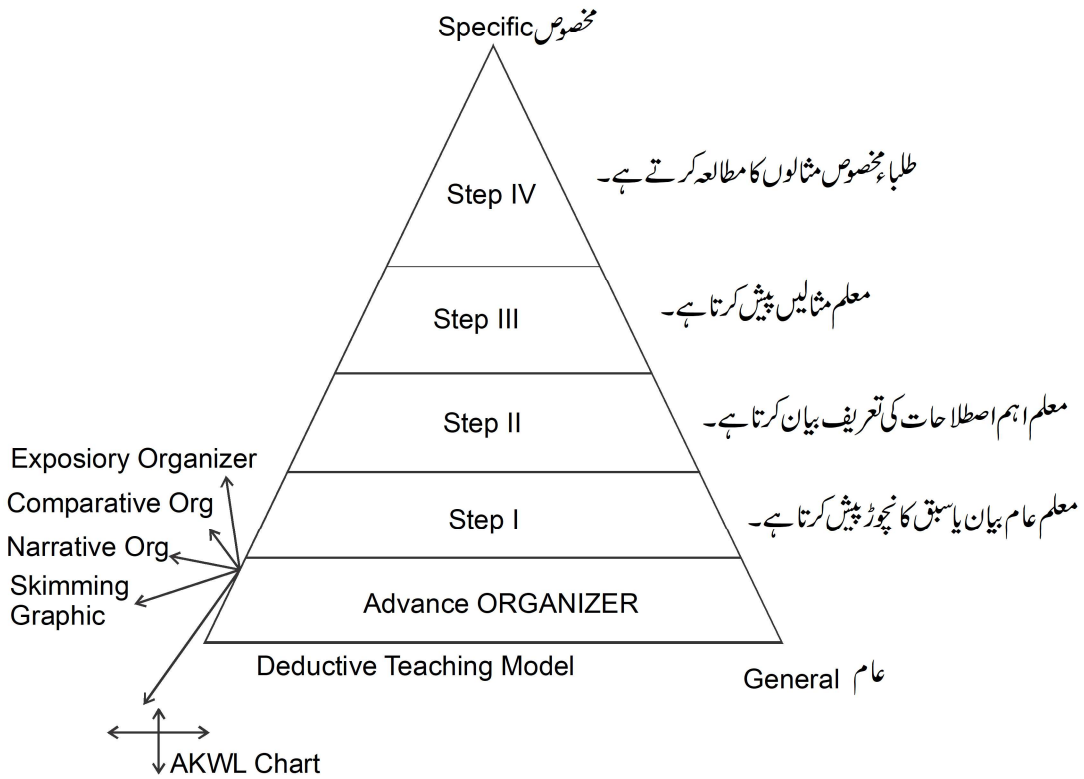 Specific مخصوص
Step IV
طلباء مخصوص مثالوں کا مطالعہ کرتے ہے۔
Step III
معلم مثالیں پیش کرتا ہے۔
Step II
معلم اہم اصطلاحات کی تعریف بیان کرتا ہے۔
Step I
معلم عام بیان یا سبق کا نچوڑ پیش کرتا ہے۔
Exposiory Organizer
Comparative Org
Narrative Org
Skimming
Graphic
Advance ORGANIZER
Deductive Teaching Model
General عام
AKWL Chart